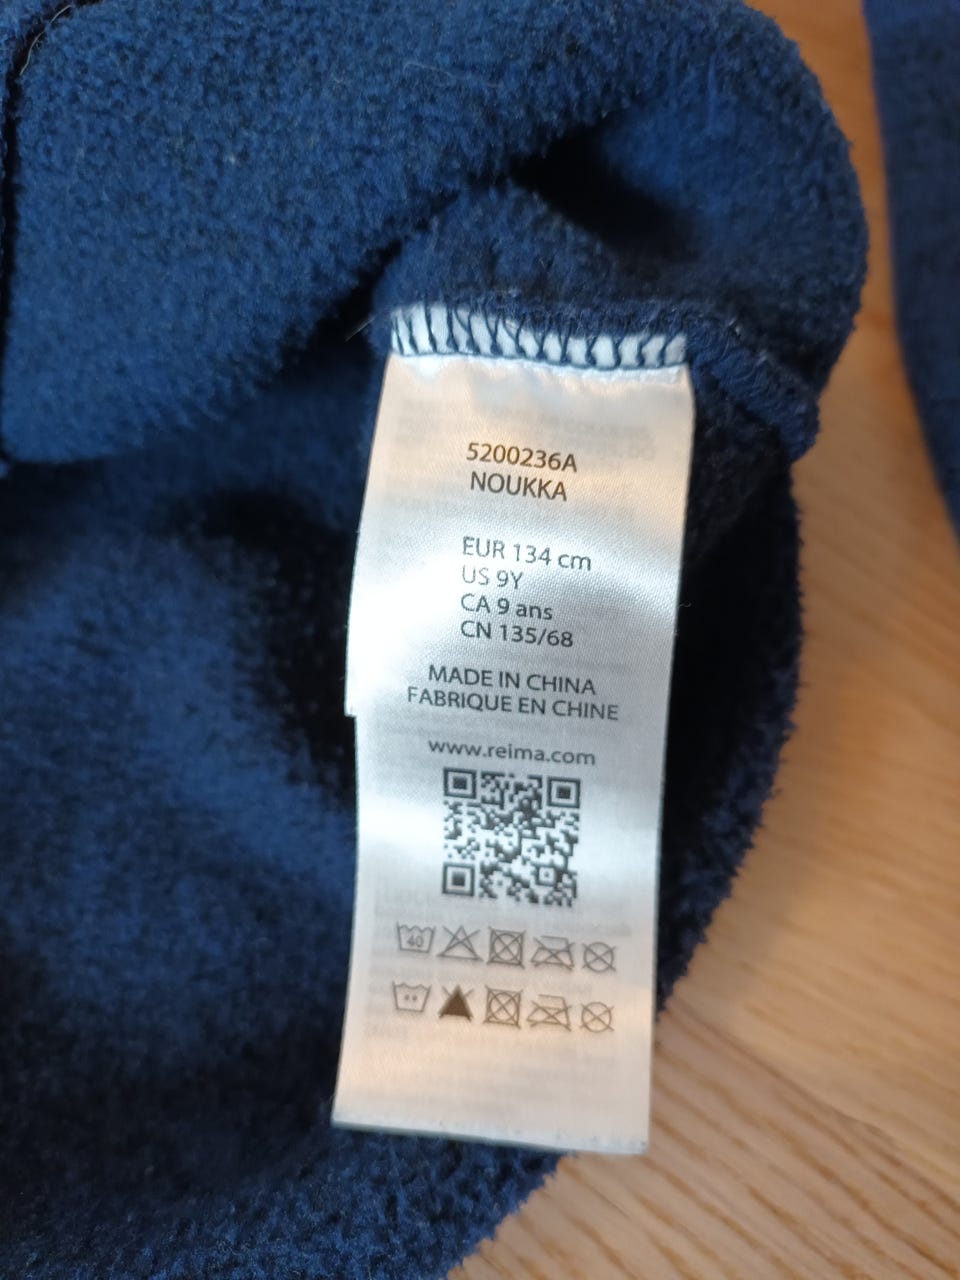 5200236A
NOUKKA
EUR 134 cm
US 9Y
CA 9 ans
CN 135/68
MADE IN CHINA
FABRIQUE EN CHINE
www.reima.com
40